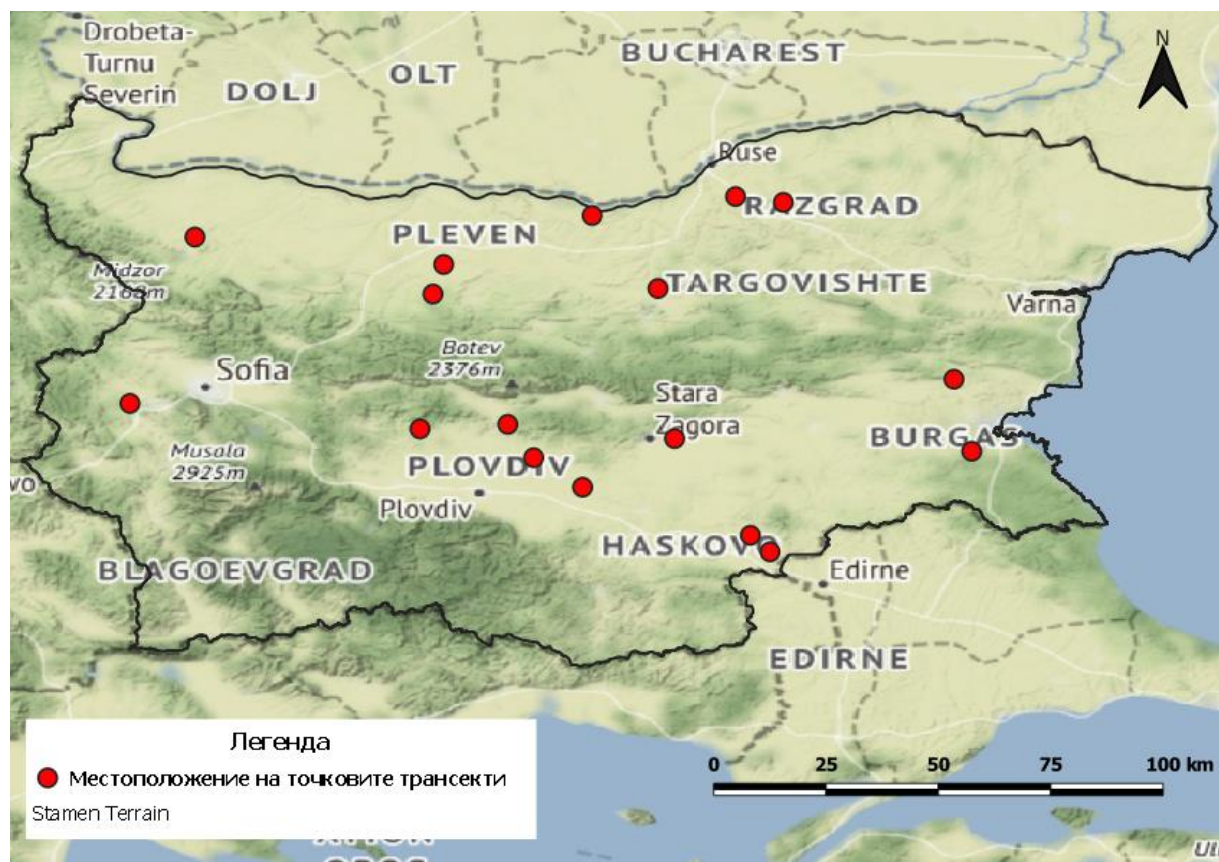 Drobeta-
Turnu
Severin
DOLJ
OLT
BUCHAREST
N
Ruse
RAZGRAD
PLEVEN
Midzor
2168m
TARGOVISHTE
Varna
Batev
2376m
Sofia
Stara
Zagora
BURGAS
Musala
2925m
PLOVDIV
Plovdiv
HASKOVO
BLAGOEVGRAD
Edirne
EDIRNE
Легенда
Местоположение на точковите трансекти
Stamen Terrain
0 25 50 75 100 km